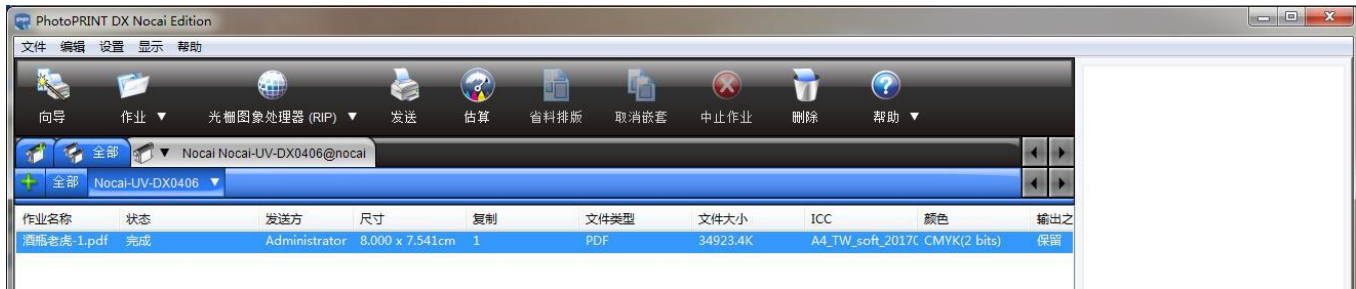 PhotoPRINT DX Nocai Edition
文件 编辑 设置 显示 帮助
向导 作业 ▼ 光栅图象处理器 (RIP) ▼ 发送 估算 省料排版 取消嵌套 中止作业 删除 帮助 ▼
全部 ▼ Nocai Nocai-UV-DX0406@nocai
全部 Nocai-UV-DX0406 ▼
作业名称 状态 发送方 尺寸 复制 文件类型 文件大小 ICC 颜色 输出之
酒瓶老虎-1.pdf 完成 Administrator 8.000 x 7.541cm 1 PDF 34923.4K A4_TW_soft_2017 CMYK(2 bits) 保留